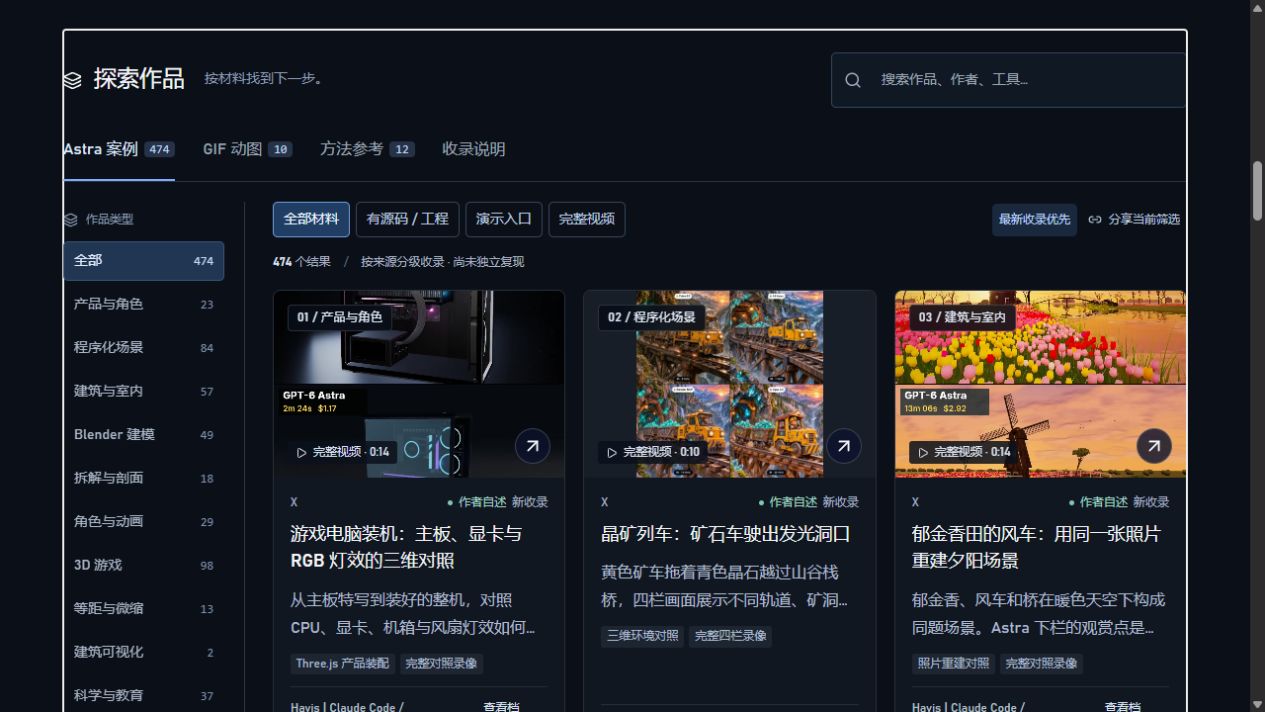 探索作品
按材料找到下一步。
搜索作品、作者、工具...
Astra 案例 474
GIF 动图 10
方法参考 12
收录说明
作品类型
全部 474
产品与角色 23
程序化场景 84
建筑与室内 57
Blender 建模 49
拆解与剖面 18
角色与动画 29
3D 游戏 98
等距与微缩 13
建筑可视化 2
科学与教育 37
全部材料
有源码 / 工程
演示入口
完整视频
最新收录优先
分享当前筛选
474 个结果 / 按来源分级收录 · 尚未独立复现
01 / 产品与角色
GPT-6 Astra
2m 24s $1.17
完整视频 · 0:14
X
作者自述 新收录
游戏电脑装机：主板、显卡与
RGB 灯效的三维对照
从主板特写到装好的整机，对照
CPU、显卡、机箱与风扇灯效如何...
Three.js 产品装配
完整对照录像
Havis | Claude Code /
查看档
02 / 程序化场景
完整视频 · 0:10
X
作者自述 新收录
晶矿列车：矿石车驶出发光洞口
黄色矿车拖着青色晶石越过山谷栈
桥，四栏画面展示不同轨道、矿洞...
三维环境对照
完整四栏录像
03 / 建筑与室内
GPT-6 Astra
13m 06s $2.92
完整视频 · 0:14
X
作者自述 新收录
郁金香田的风车：用同一张照片
重建夕阳场景
郁金香、风车和桥在暖色天空下构成
同题场景。Astra 下栏的观赏点是...
照片重建对照
完整对照录像
Havis | Claude Code /
查看档